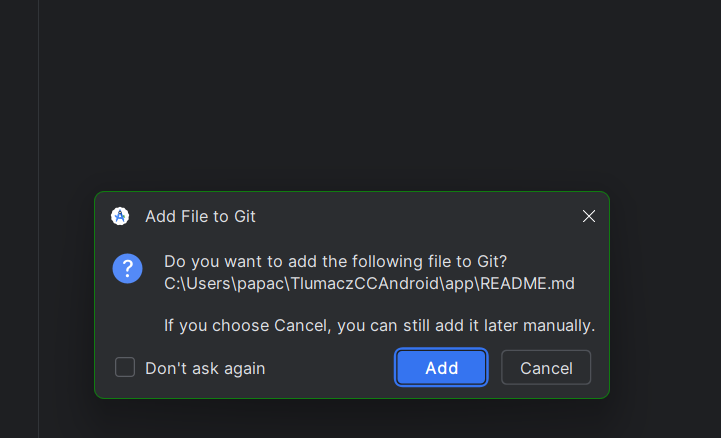 Add File to Git
Do you want to add the following file to Git?
C:\Users\papac\TlumaczCCAndroid\app\README.md
If you choose Cancel, you can still add it later manually.
Don't ask again
Add
Cancel